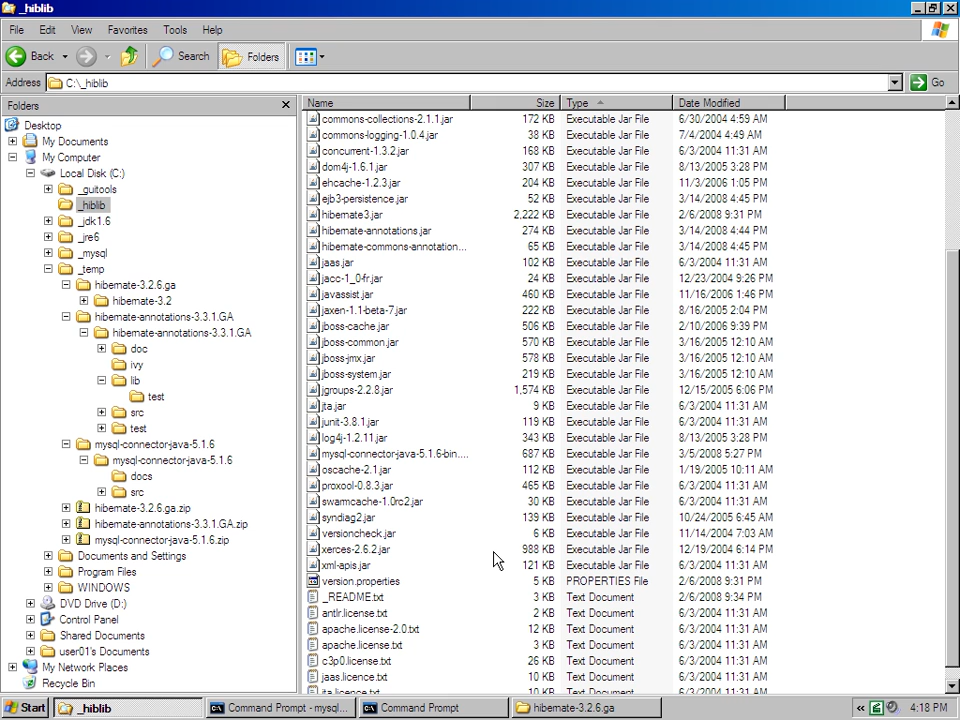 _hiblib
File Edit View Favorites Tools Help
Back Search Folders
Address C:\_hiblib Go
Folders
Desktop
My Documents
My Computer
Local Disk (C:)
_guitools
_hiblib
_jdk1.6
_jre6
_mysql
_temp
hibernate-3.2.6.ga
hibernate-3.2
hibernate-annotations-3.3.1.GA
hibernate-annotations-3.3.1.GA
doc
ivy
lib
test
src
test
mysql-connector-java-5.1.6
mysql-connector-java-5.1.6
docs
src
hibernate-3.2.6.ga.zip
hibernate-annotations-3.3.1.GA.zip
mysql-connector-java-5.1.6.zip
Documents and Settings
Program Files
WINDOWS
DVD Drive (D:)
Control Panel
Shared Documents
user01's Documents
My Network Places
Recycle Bin
Name Size Type Date Modified
commons-collections-2.1.1.jar 172 KB Executable Jar File 6/30/2004 4:59 AM
commons-logging-1.0.4.jar 38 KB Executable Jar File 7/4/2004 4:49 AM
concurrent-1.3.2.jar 168 KB Executable Jar File 6/3/2004 11:31 AM
dom4j-1.6.1.jar 307 KB Executable Jar File 8/13/2005 3:28 PM
ehcache-1.2.3.jar 204 KB Executable Jar File 11/3/2006 1:05 PM
ejb3-persistence.jar 52 KB Executable Jar File 3/14/2008 4:45 PM
hibernate3.jar 2,222 KB Executable Jar File 2/6/2008 9:31 PM
hibernate-annotations.jar 274 KB Executable Jar File 3/14/2008 4:44 PM
hibernate-commons-annotation... 65 KB Executable Jar File 3/14/2008 4:45 PM
jaas.jar 102 KB Executable Jar File 6/3/2004 11:31 AM
jacc-1_0-fr.jar 24 KB Executable Jar File 12/23/2004 9:26 PM
javassist.jar 460 KB Executable Jar File 11/16/2006 1:46 PM
jaxen-1.1-beta-7.jar 222 KB Executable Jar File 8/16/2005 2:04 PM
jboss-cache.jar 506 KB Executable Jar File 2/10/2006 9:39 PM
jboss-common.jar 570 KB Executable Jar File 3/16/2005 12:10 AM
jboss-jmx.jar 578 KB Executable Jar File 3/16/2005 12:10 AM
jboss-system.jar 219 KB Executable Jar File 3/16/2005 12:10 AM
jgroups-2.2.8.jar 1,574 KB Executable Jar File 12/15/2005 6:06 PM
jta.jar 9 KB Executable Jar File 6/3/2004 11:31 AM
junit-3.8.1.jar 119 KB Executable Jar File 6/3/2004 11:31 AM
log4j-1.2.11.jar 343 KB Executable Jar File 8/13/2005 3:28 PM
mysql-connector-java-5.1.6-bin.... 687 KB Executable Jar File 3/5/2008 5:27 PM
oscache-2.1.jar 112 KB Executable Jar File 1/19/2005 10:11 AM
proxool-0.8.3.jar 465 KB Executable Jar File 6/3/2004 11:31 AM
swarmcache-1.0rc2.jar 30 KB Executable Jar File 6/3/2004 11:31 AM
syndiag2.jar 139 KB Executable Jar File 10/24/2005 6:45 AM
versioncheck.jar 6 KB Executable Jar File 11/14/2004 7:03 AM
xerces-2.6.2.jar 988 KB Executable Jar File 12/19/2004 6:14 PM
xml-apis.jar 121 KB Executable Jar File 6/3/2004 11:31 AM
version.properties 5 KB PROPERTIES File 2/6/2008 9:31 PM
_README.txt 3 KB Text Document 2/6/2008 9:34 PM
antlr.license.txt 2 KB Text Document 6/3/2004 11:31 AM
apache.license-2.0.txt 12 KB Text Document 6/3/2004 11:31 AM
apache.license.txt 3 KB Text Document 6/3/2004 11:31 AM
c3p0.license.txt 26 KB Text Document 6/3/2004 11:31 AM
jaas.licence.txt 10 KB Text Document 6/3/2004 11:31 AM
jta.licence.txt 10 KB Text Document 6/3/2004 11:31 AM
Start _hiblib Command Prompt - mysql... Command Prompt hibernate-3.2.6.ga « 4:18 PM